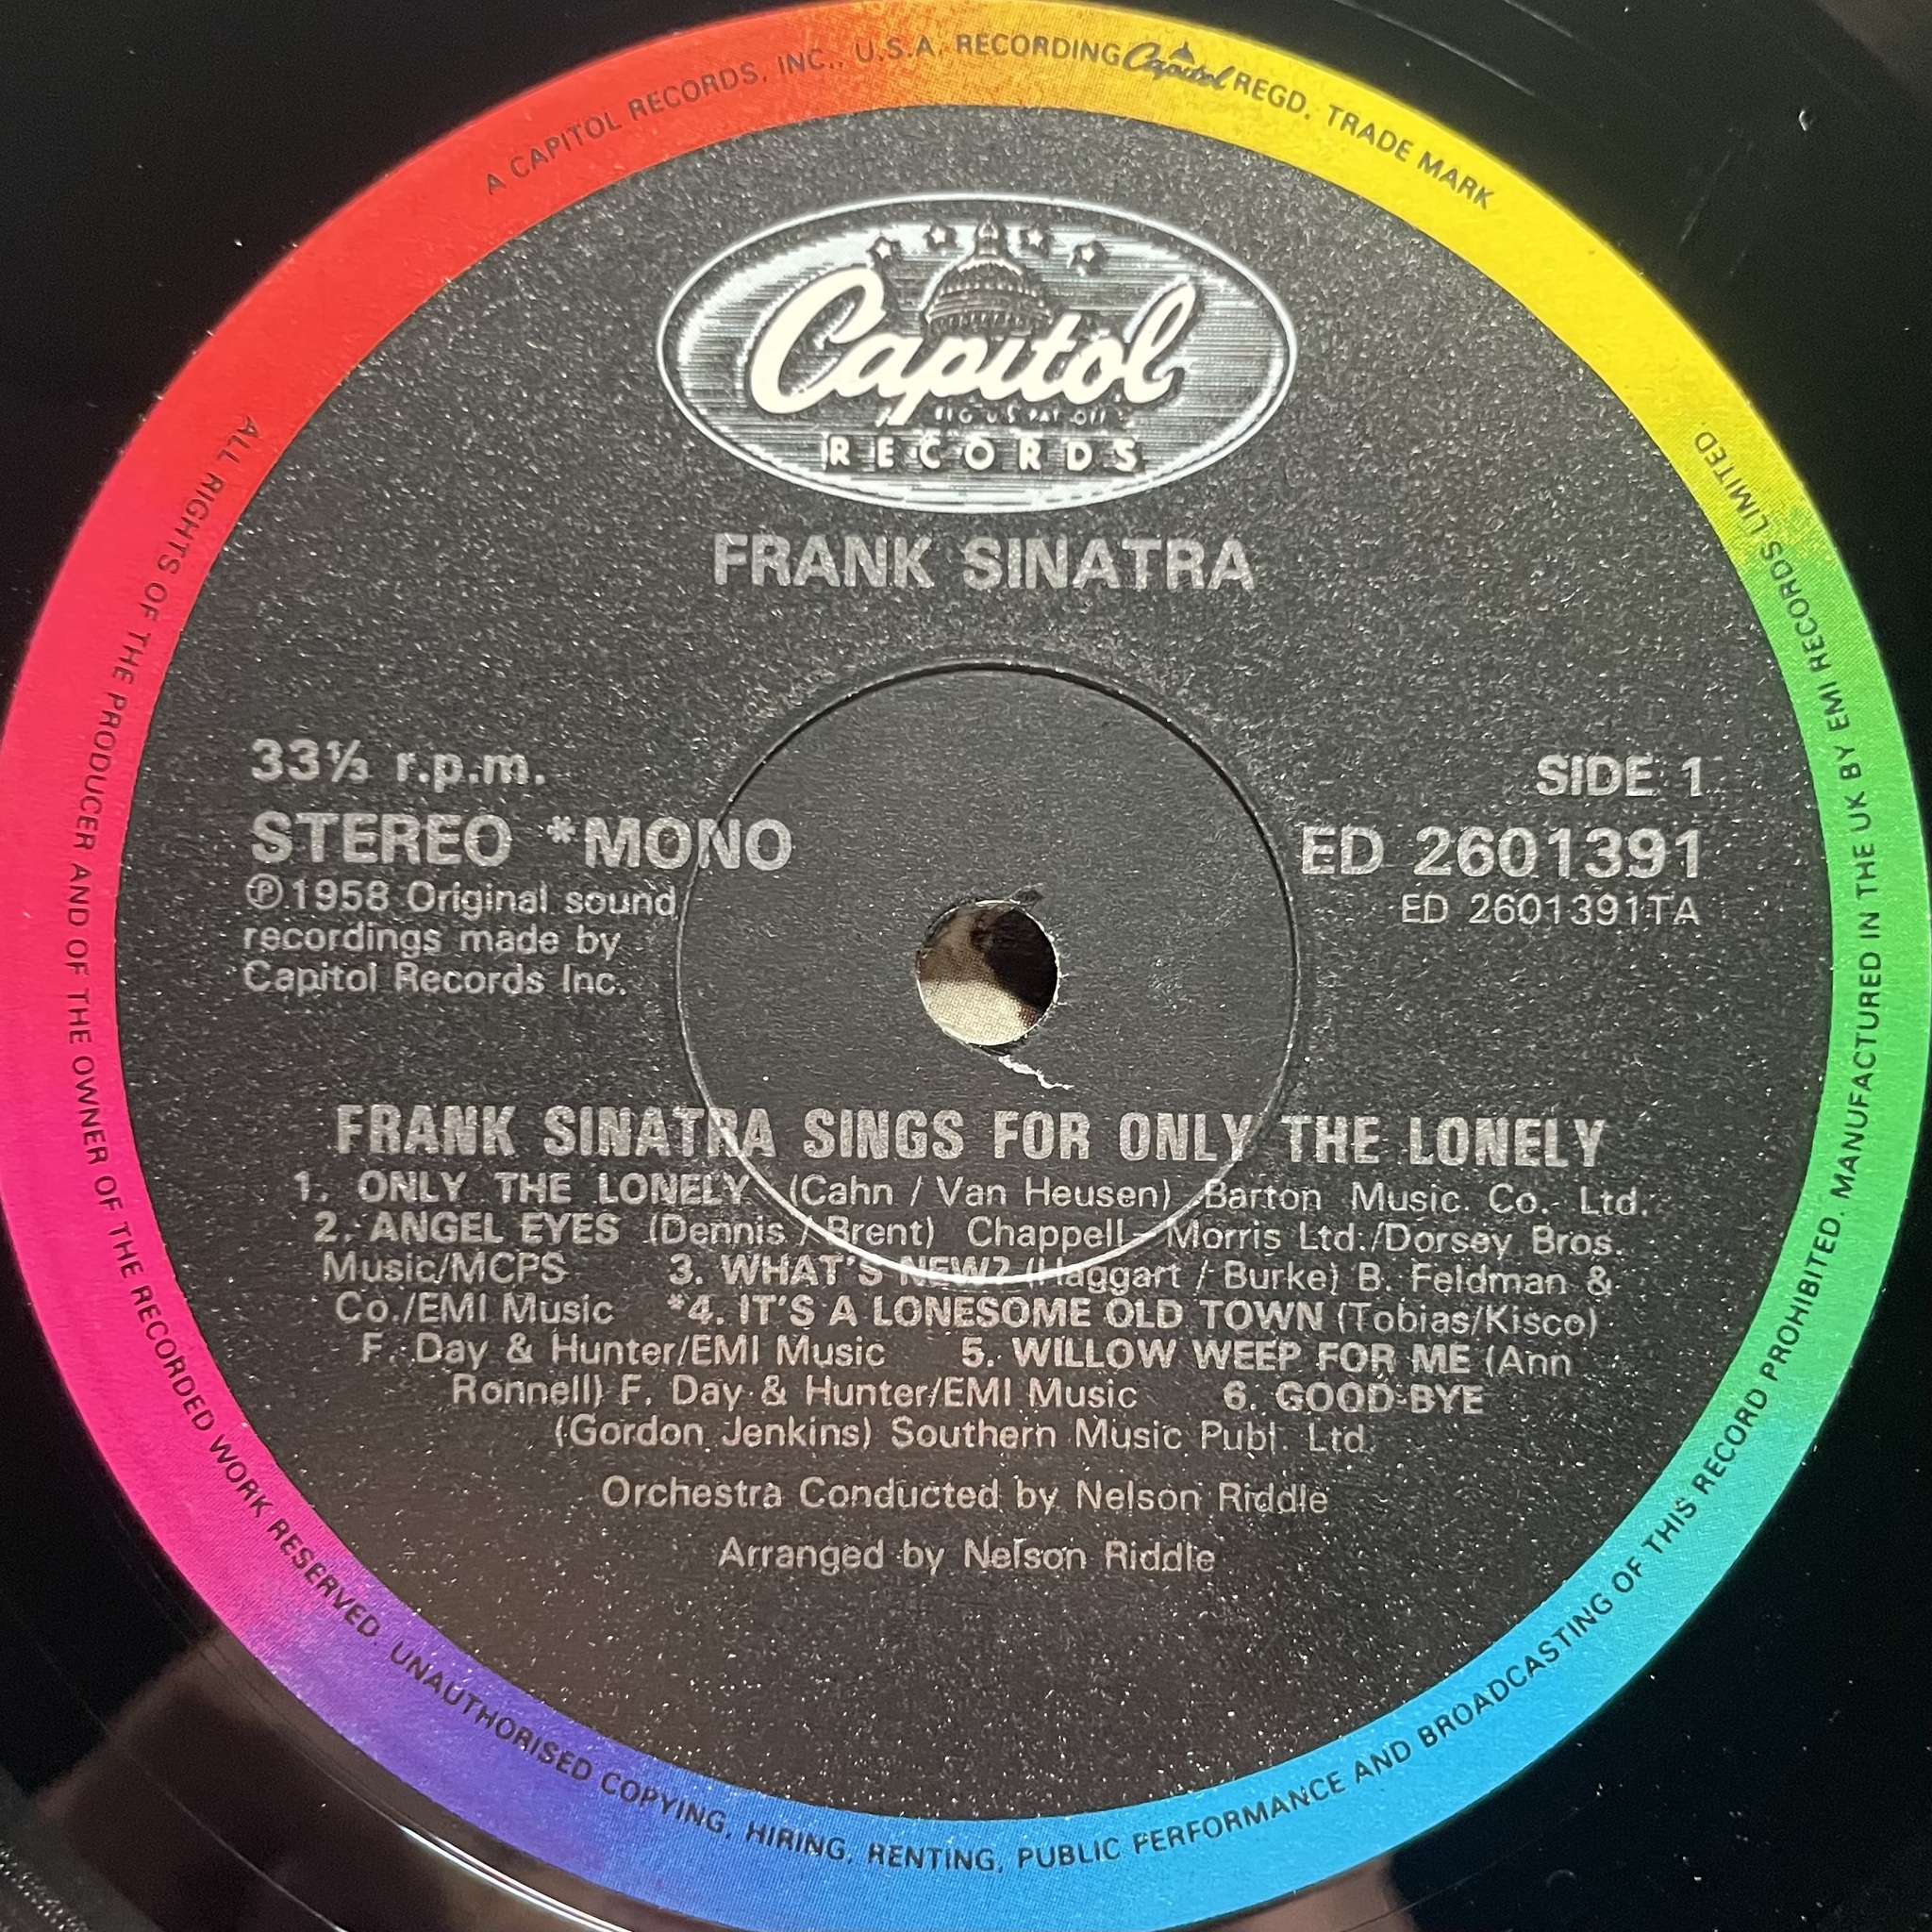 A CAPITOL RECORDS, INC., U.S.A. RECORDING Capitol REGD. TRADE MARK
Capitol
REG. U.S. PAT. OFF.
RECORDS
FRANK SINATRA
33⅓ r.p.m.
STEREO *MONO
℗1958 Original sound
recordings made by
Capitol Records Inc.
SIDE 1
ED 2601391
ED 2601391TA
FRANK SINATRA SINGS FOR ONLY THE LONELY
1. ONLY THE LONELY (Cahn / Van Heusen) Barton Music. Co. Ltd.
2. ANGEL EYES (Dennis / Brent) Chappell-Morris Ltd./Dorsey Bros.
Music/MCPS 3. WHAT'S NEW? (Haggart / Burke) B. Feldman &
Co./EMI Music *4. IT'S A LONESOME OLD TOWN (Tobias/Kisco)
F. Day & Hunter/EMI Music 5. WILLOW WEEP FOR ME (Ann
Ronnell) F. Day & Hunter/EMI Music 6. GOOD-BYE
(Gordon Jenkins) Southern Music Publ. Ltd.
Orchestra Conducted by Nelson Riddle
Arranged by Nelson Riddle
ALL RIGHTS OF THE PRODUCER AND OF THE OWNER OF THE RECORDED WORK RESERVED. UNAUTHORISED COPYING, HIRING, RENTING, PUBLIC PERFORMANCE AND BROADCASTING OF THIS RECORD PROHIBITED. MANUFACTURED IN THE UK BY EMI RECORDS LIMITED.